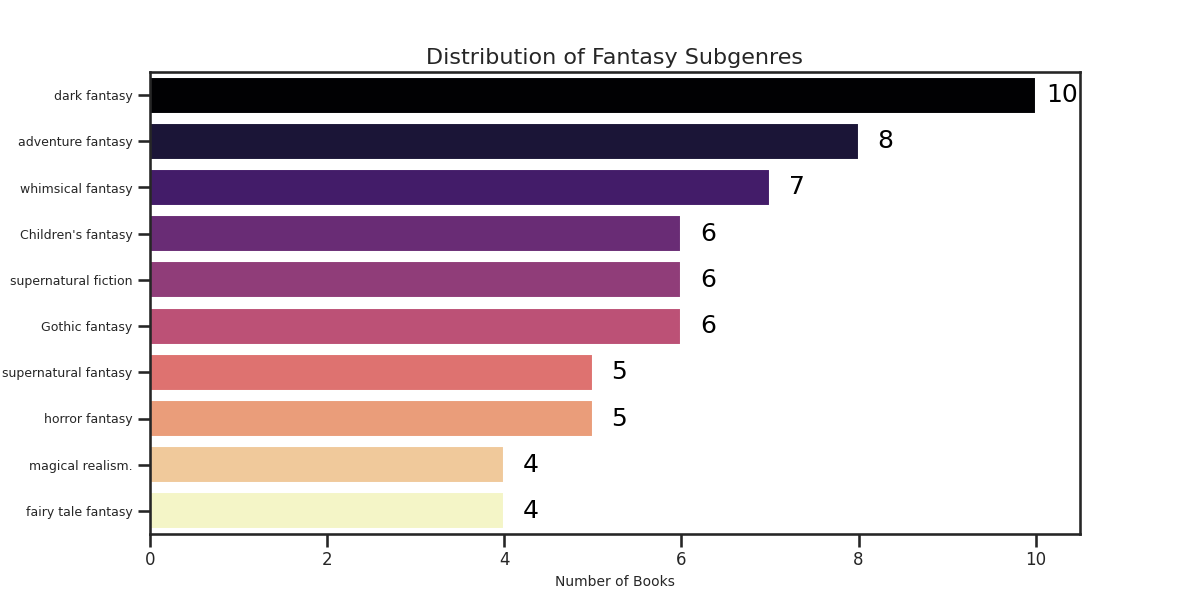 Distribution of Fantasy Subgenres
dark fantasy 10
adventure fantasy 8
whimsical fantasy 7
Children's fantasy 6
supernatural fiction 6
Gothic fantasy 6
supernatural fantasy 5
horror fantasy 5
magical realism. 4
fairy tale fantasy 4
0 2 4 6 8 10
Number of Books